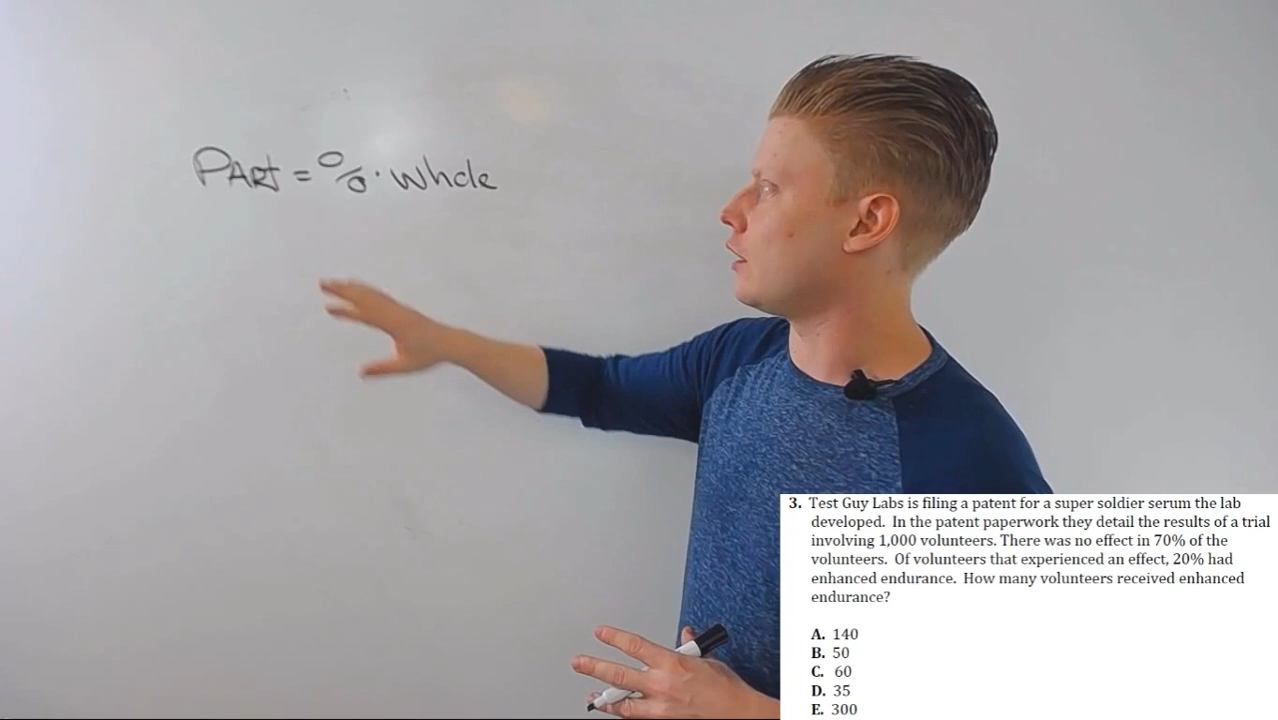 PART = % · Whole
3. Test Guy Labs is filing a patent for a super soldier serum the lab
developed. In the patent paperwork they detail the results of a trial
involving 1,000 volunteers. There was no effect in 70% of the
volunteers. Of volunteers that experienced an effect, 20% had
enhanced endurance. How many volunteers received enhanced
endurance?
A. 140
B. 50
C. 60
D. 35
E. 300